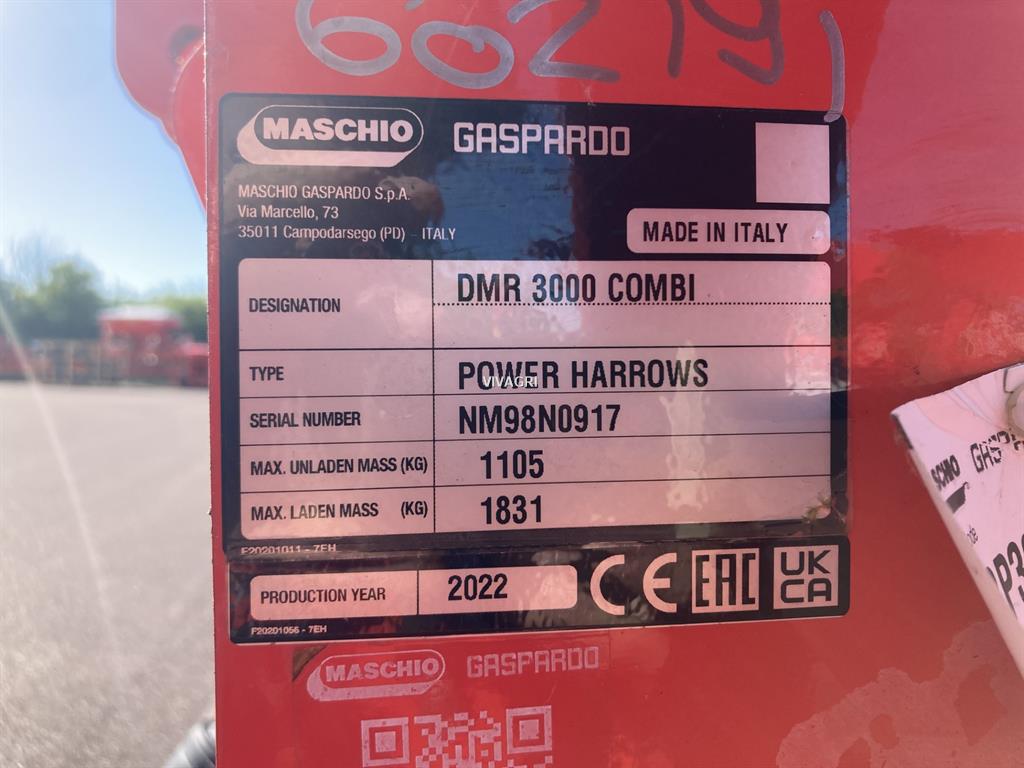 60219
MASCHIO GASPARDO
MASCHIO GASPARDO S.p.A.
Via Marcello, 73
35011 Campodarsego (PD) - ITALY
MADE IN ITALY
DESIGNATION DMR 3000 COMBI
TYPE POWER HARROWS
VIVAGRI
SERIAL NUMBER NM98N0917
MAX. UNLADEN MASS (KG) 1105
MAX. LADEN MASS (KG) 1831
F20201011 - 7EH
PRODUCTION YEAR 2022 CE EAC UK CA
F20201056 - 7EH
MASCHIO GASPARDO